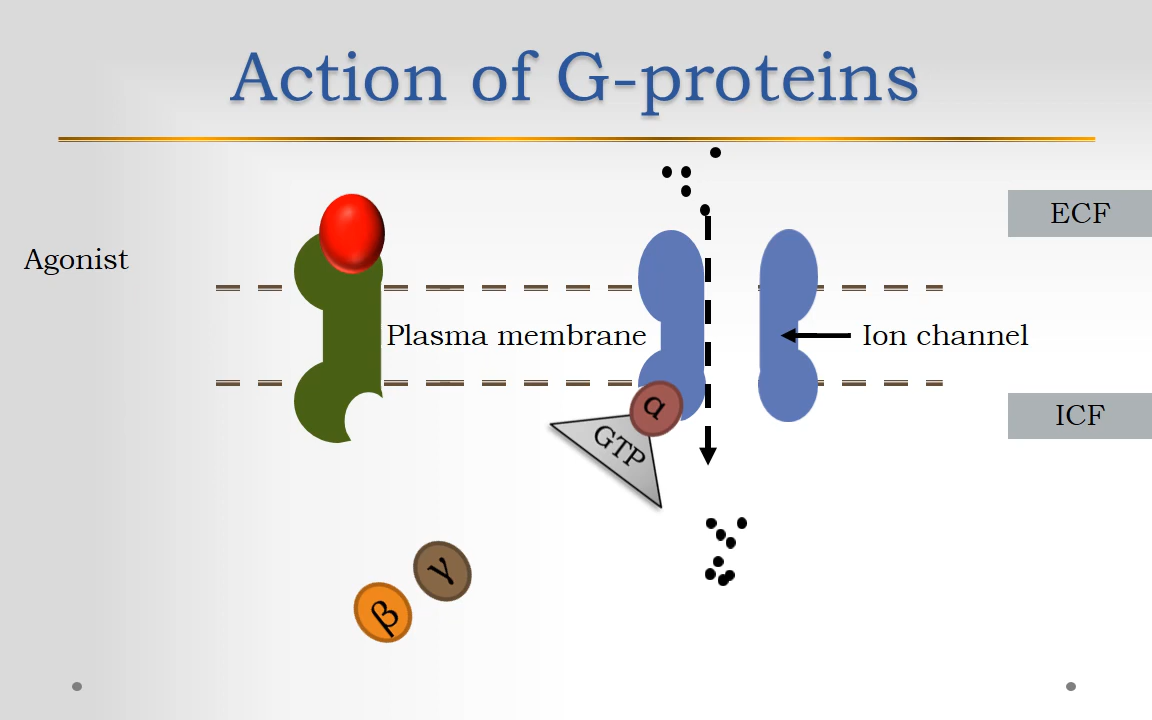 Action of G-proteins
ECF
Agonist
Plasma membrane
Ion channel
α
GTP
ICF
γ
β